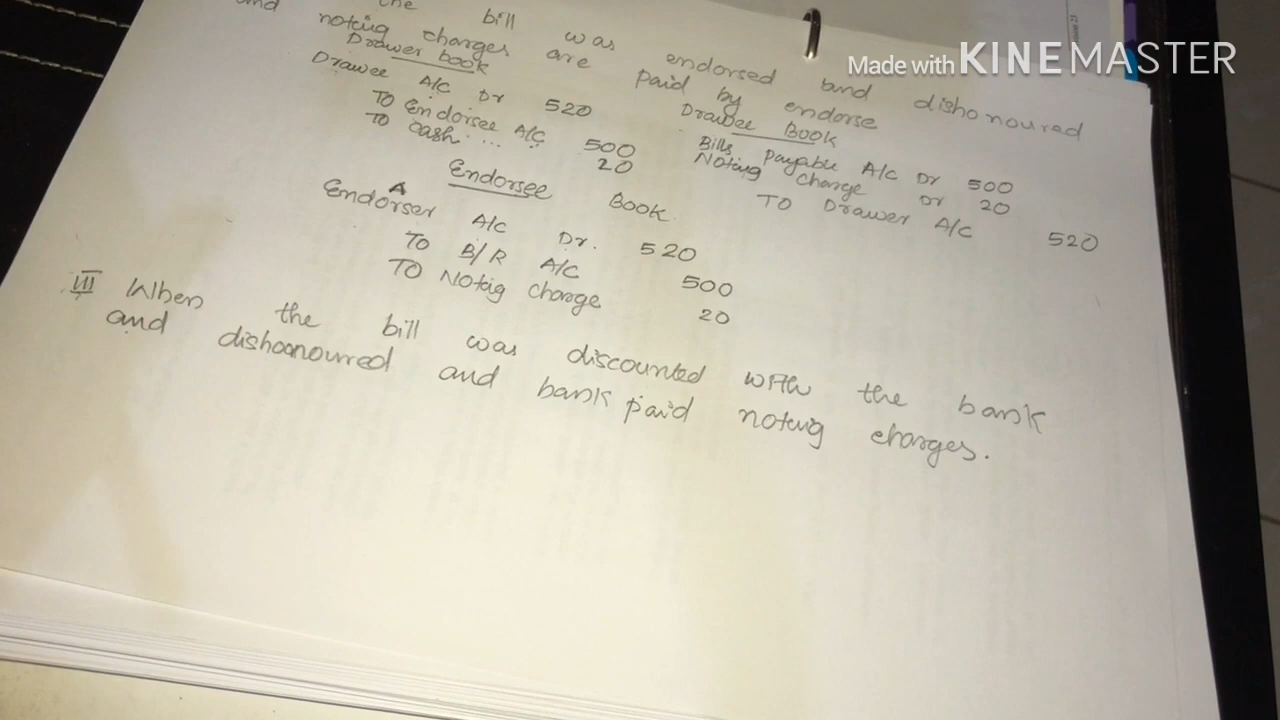 the bill was endorsed and dishonoured
and noting charges are paid by endorse
Drawer book
Drawee A/C Dr 520
To Endorsee A/C 500
To cash.... 20
Drawee Book
Bills payable A/C Dr 500
Noting charge or 20
TO Drawer A/C 520
Endorsee Book.
Endorser A/C Dr. 520
To B/R A/C 500
TO Notig charge 20
III When the bill was discounted with the bank
and dishonoured and bank paid noting charges.
Made with KINEMASTER